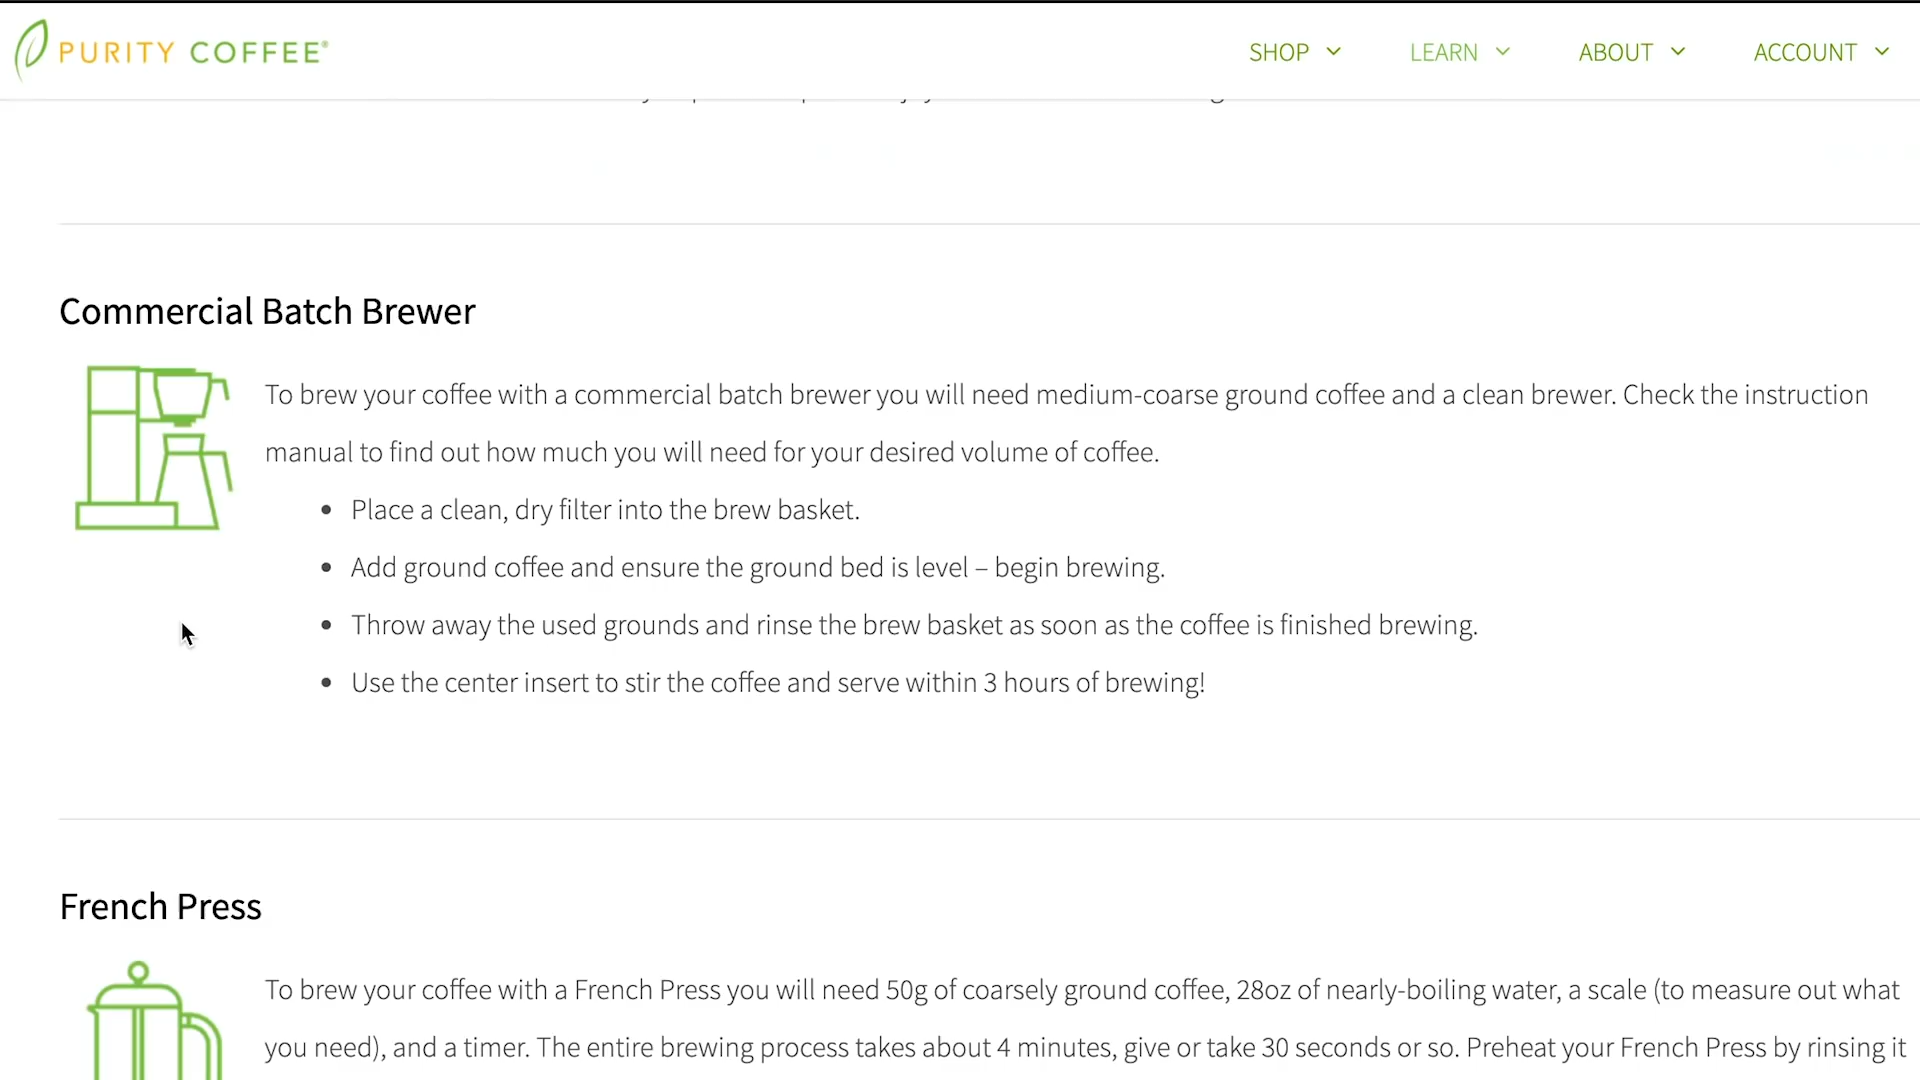 PURITY COFFEE®
SHOP
LEARN
ABOUT
ACCOUNT
Commercial Batch Brewer
To brew your coffee with a commercial batch brewer you will need medium-coarse ground coffee and a clean brewer. Check the instruction
manual to find out how much you will need for your desired volume of coffee.
• Place a clean, dry filter into the brew basket.
• Add ground coffee and ensure the ground bed is level – begin brewing.
• Throw away the used grounds and rinse the brew basket as soon as the coffee is finished brewing.
• Use the center insert to stir the coffee and serve within 3 hours of brewing!
French Press
To brew your coffee with a French Press you will need 50g of coarsely ground coffee, 28oz of nearly-boiling water, a scale (to measure out what
you need), and a timer. The entire brewing process takes about 4 minutes, give or take 30 seconds or so. Preheat your French Press by rinsing it